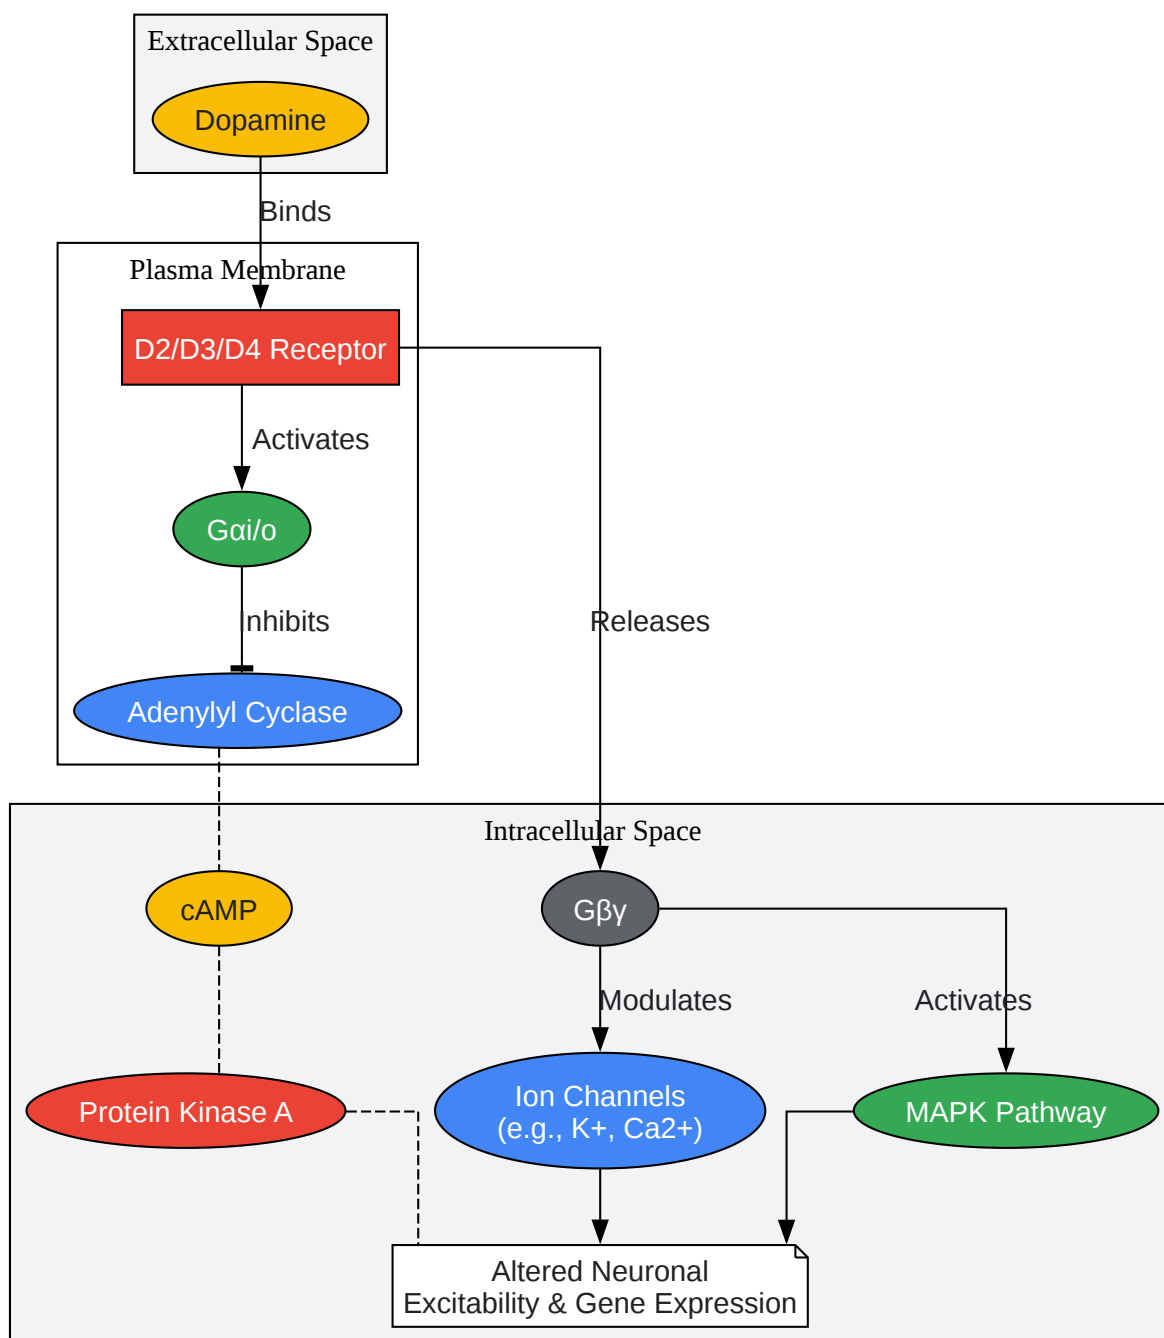 Extracellular Space
Dopamine
Binds
Plasma Membrane
D2/D3/D4 Receptor
Activates
Gαi/o
Inhibits
Releases
Adenylyl Cyclase
Intracellular Space
cAMP
Gβγ
Modulates
Activates
Protein Kinase A
Ion Channels
(e.g., K+, Ca2+)
MAPK Pathway
Altered Neuronal
Excitability & Gene Expression